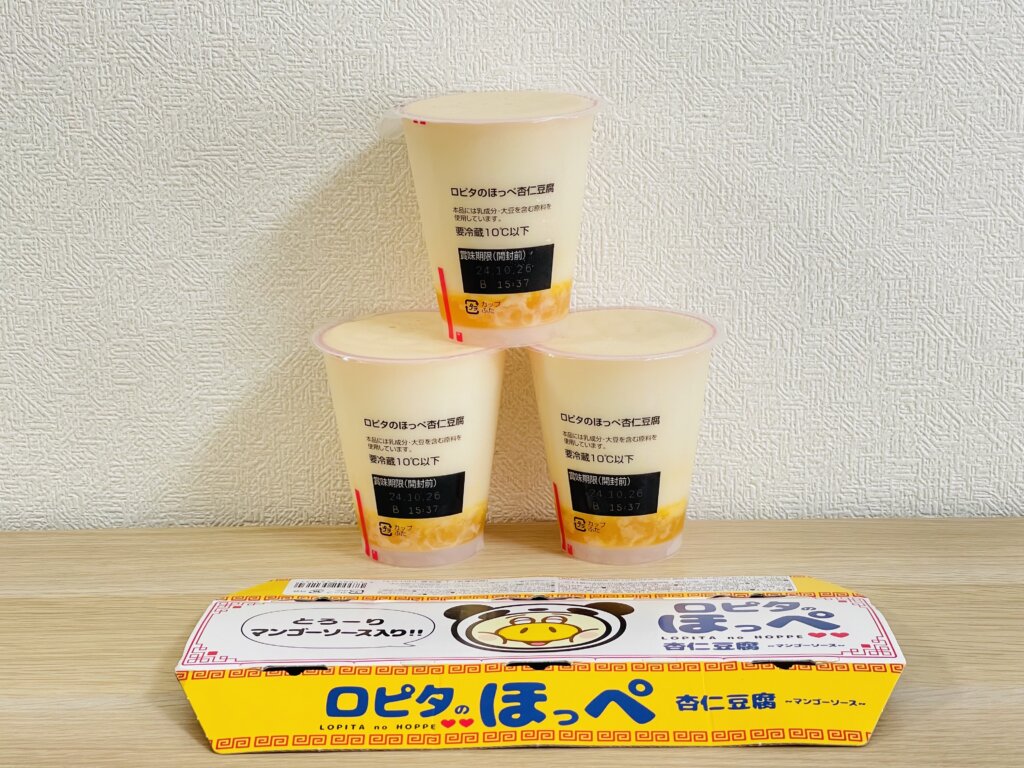 ロピタのほっぺ杏仁豆腐
本品には乳成分・大豆を含む原料を
使用しています。
要冷蔵10℃以下
賞味期限(開封前)
24.10.26
B 15:37
カップ
ふた
ロピタのほっぺ杏仁豆腐
本品には乳成分・大豆を含む原料を
使用しています。
要冷蔵10℃以下
賞味期限(開封前)
24.10.26
B 15:37
カップ
ふた
ロピタのほっぺ杏仁豆腐
本品には乳成分・大豆を含む原料を
使用しています。
要冷蔵10℃以下
賞味期限(開封前)
24.10.26
B 15:37
カップ
ふた
とろーり
マンゴーソース入り!!
ロピタの
ほっぺ
LOPITA no HOPPE
杏仁豆腐 ~マンゴーソース~
ロピタのほっぺ 杏仁豆腐 ~マンゴーソース~
LOPITA no HOPPE